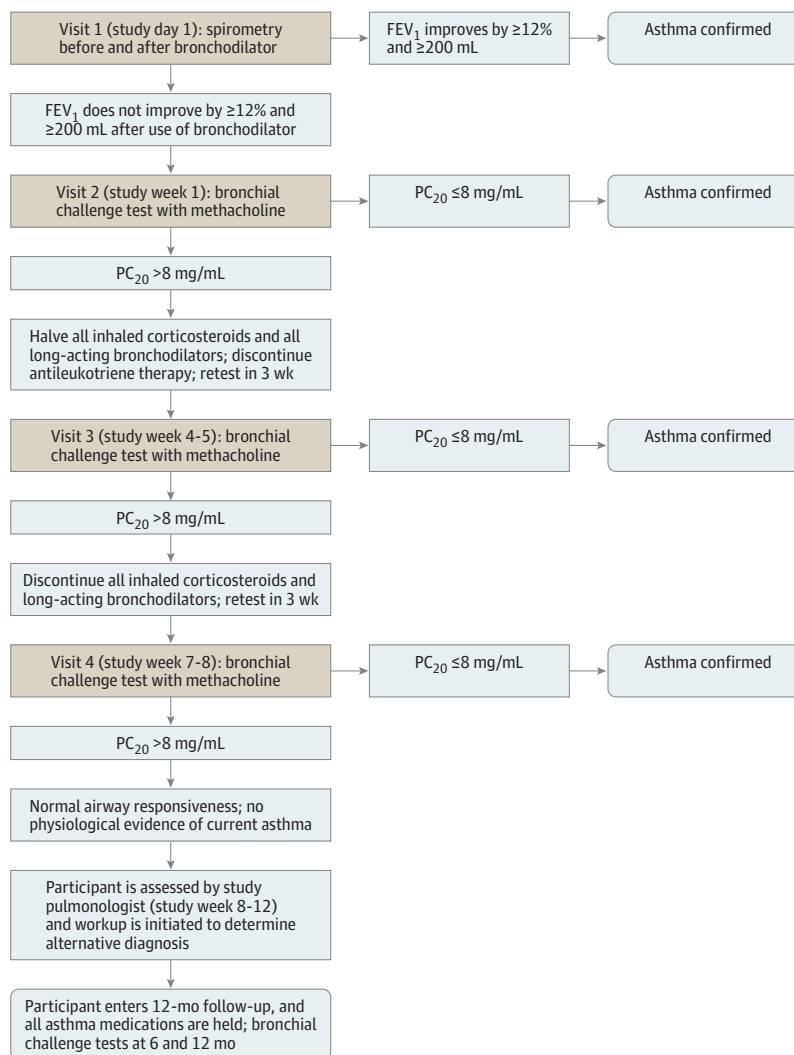 Visit 1 (study day 1): spirometry
before and after bronchodilator
FEV₁ improves by ≥12%
and ≥200 mL
Asthma confirmed
FEV₁ does not improve by ≥12% and
≥200 mL after use of bronchodilator
Visit 2 (study week 1): bronchial
challenge test with methacholine
PC₂₀ ≤8 mg/mL
Asthma confirmed
PC₂₀ >8 mg/mL
Halve all inhaled corticosteroids and all
long-acting bronchodilators; discontinue
antileukotriene therapy; retest in 3 wk
Visit 3 (study week 4-5): bronchial
challenge test with methacholine
PC₂₀ ≤8 mg/mL
Asthma confirmed
PC₂₀ >8 mg/mL
Discontinue all inhaled corticosteroids and
long-acting bronchodilators; retest in 3 wk
Visit 4 (study week 7-8): bronchial
challenge test with methacholine
PC₂₀ ≤8 mg/mL
Asthma confirmed
PC₂₀ >8 mg/mL
Normal airway responsiveness; no
physiological evidence of current asthma
Participant is assessed by study
pulmonologist (study week 8-12)
and workup is initiated to determine
alternative diagnosis
Participant enters 12-mo follow-up, and
all asthma medications are held; bronchial
challenge tests at 6 and 12 mo